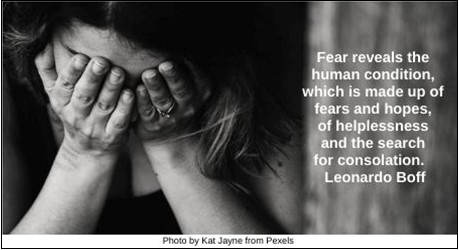 Fear reveals the
human condition,
which is made up of
fears and hopes,
of helplessness
and the search
for consolation.
Leonardo Boff
Photo by Kat Jayne from Pexels